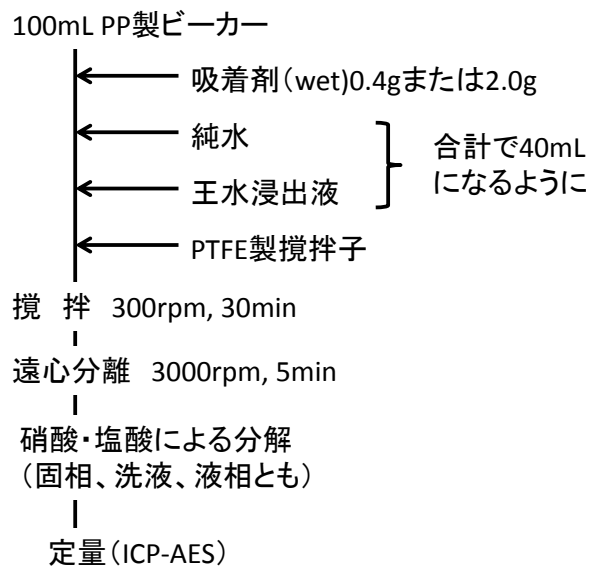 100mL PP製ビーカー
吸着剤(wet)0.4gまたは2.0g
純水
王水浸出液
合計で40mL
になるように
PTFE製撹拌子
撹 拌 300rpm, 30min
遠心分離 3000rpm, 5min
硝酸・塩酸による分解
(固相、洗液、液相とも)
定量(ICP-AES)